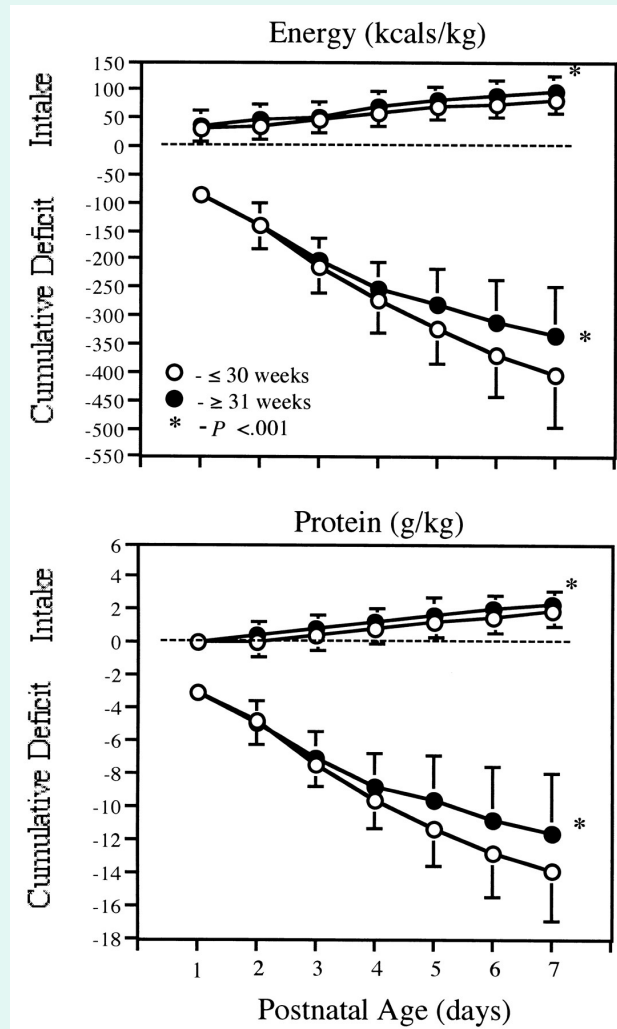 Energy (kcals/kg)
Intake
Cumulative Deficit
150
100
50
0
-50
-100
-150
-200
-250
-300
-350
-400
-450
-500
-550
*
*
- ≤ 30 weeks
- ≥ 31 weeks
* - P <.001
Protein (g/kg)
Intake
Cumulative Deficit
6
4
2
0
-2
-4
-6
-8
-10
-12
-14
-16
-18
*
*
1 2 3 4 5 6 7
Postnatal Age (days)